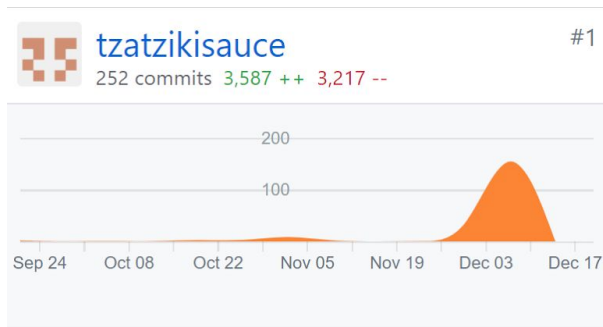 tzatzikisauce #1
252 commits 3,587 ++ 3,217 --
200
100
Sep 24 Oct 08 Oct 22 Nov 05 Nov 19 Dec 03 Dec 17